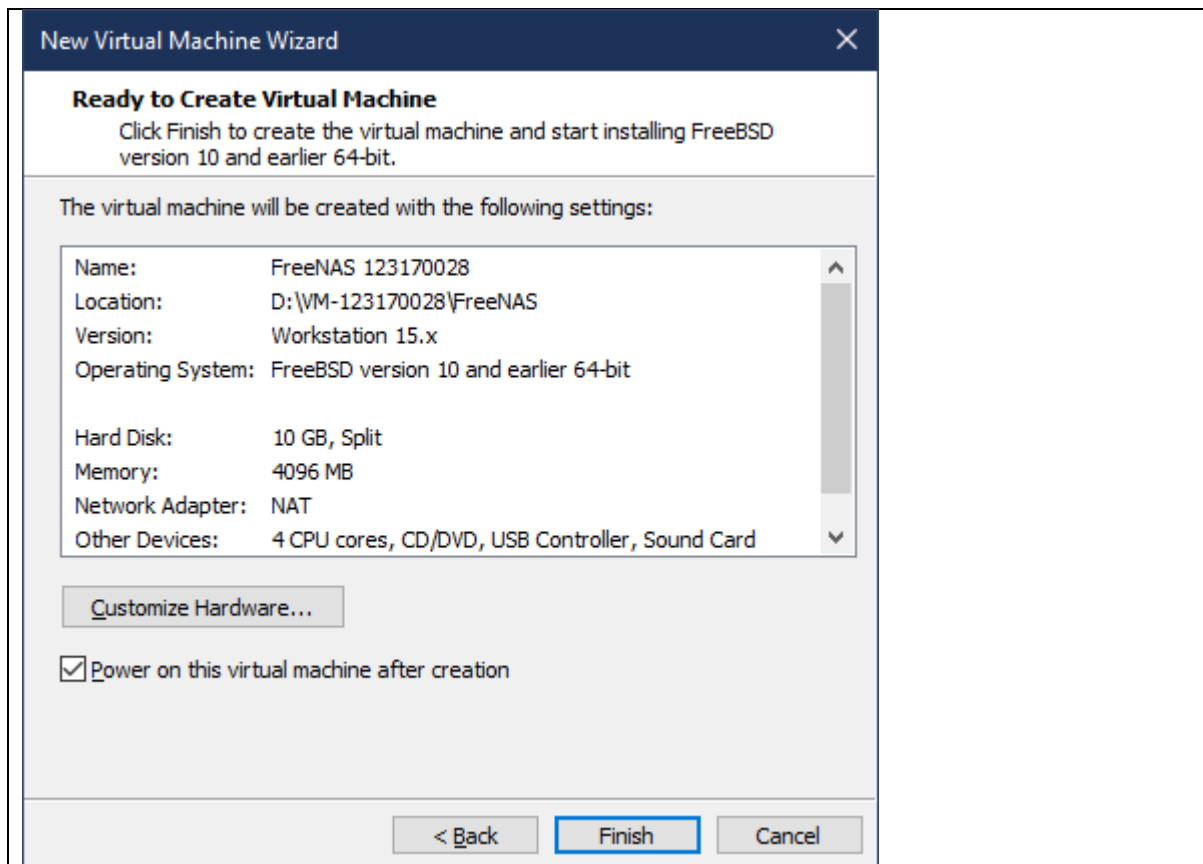 New Virtual Machine Wizard
Ready to Create Virtual Machine
Click Finish to create the virtual machine and start installing FreeBSD
version 10 and earlier 64-bit.
The virtual machine will be created with the following settings:
Name: FreeNAS 123170028
Location: D:\VM-123170028\FreeNAS
Version: Workstation 15.x
Operating System: FreeBSD version 10 and earlier 64-bit
Hard Disk: 10 GB, Split
Memory: 4096 MB
Network Adapter: NAT
Other Devices: 4 CPU cores, CD/DVD, USB Controller, Sound Card
Customize Hardware...
Power on this virtual machine after creation
< Back Finish Cancel